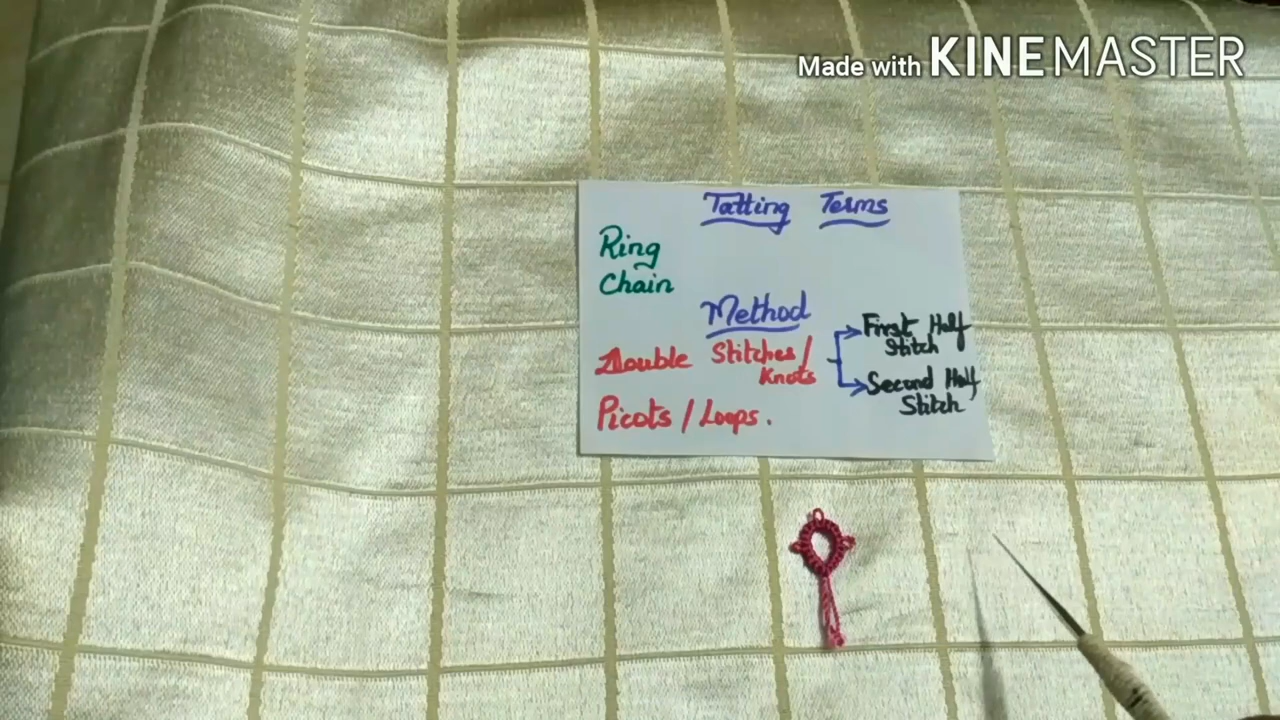 Made with KINEMASTER
Tatting Terms
Ring
Chain
Method
Double Stitches/
Knots
First Half
Stitch
Second Half
Stitch
Picots / Loops.